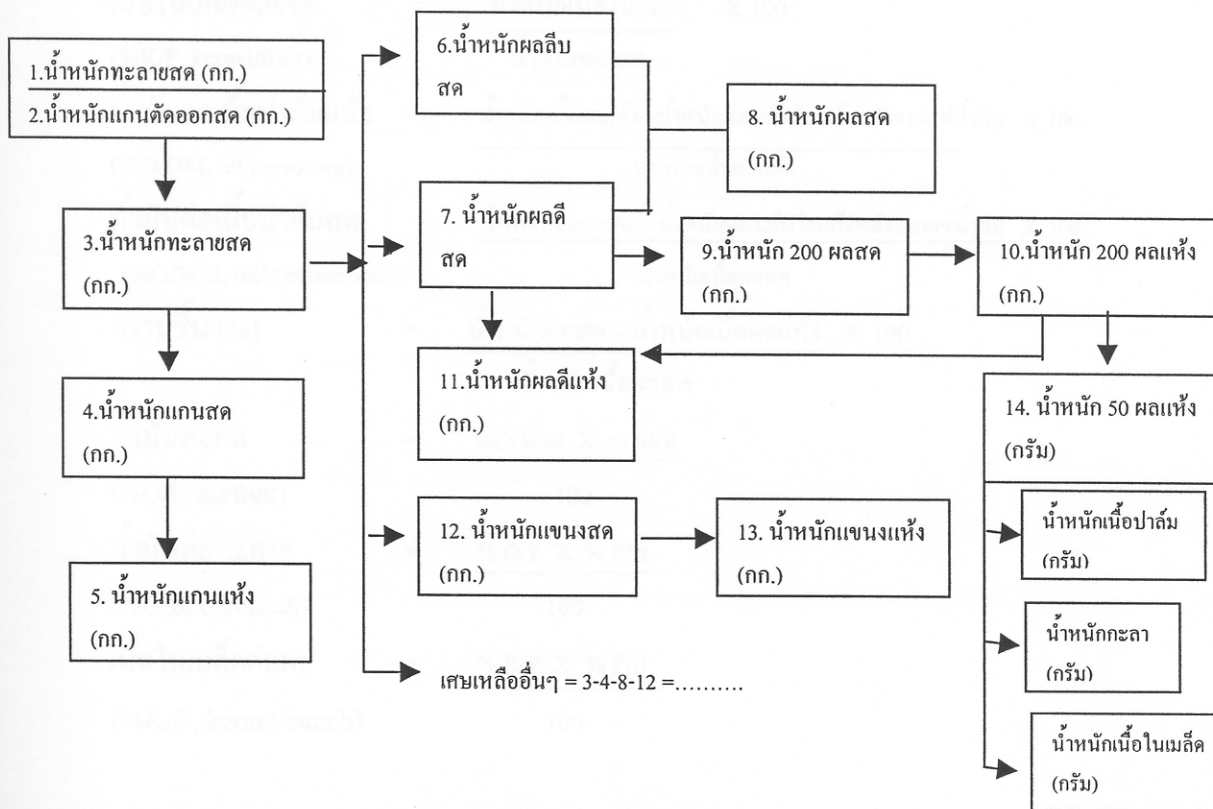 1.น้ำหนักทะลายสด (กก.)
2.น้ำหนักแกนตัดออกสด (กก.)
3.น้ำหนักทะลายสด
(กก.)
4.น้ำหนักแกนสด
(กก.)
5. น้ำหนักแกนแห้ง
(กก.)
6.น้ำหนักผลลีบ
สด
7. น้ำหนักผลดี
สด
8. น้ำหนักผลสด
(กก.)
9.น้ำหนัก 200 ผลสด
(กก.)
10.น้ำหนัก 200 ผลแห้ง
(กก.)
11.น้ำหนักผลดีแห้ง
(กก.)
12. น้ำหนักแขนงสด
(กก.)
13. น้ำหนักแขนงแห้ง
(กก.)
เศษเหลืออื่นๆ = 3-4-8-12 =……….
14. น้ำหนัก 50 ผลแห้ง
(กรัม)
น้ำหนักเนื้อปาล์ม
(กรัม)
น้ำหนักกะลา
(กรัม)
น้ำหนักเนื้อในเมล็ด
(กรัม)